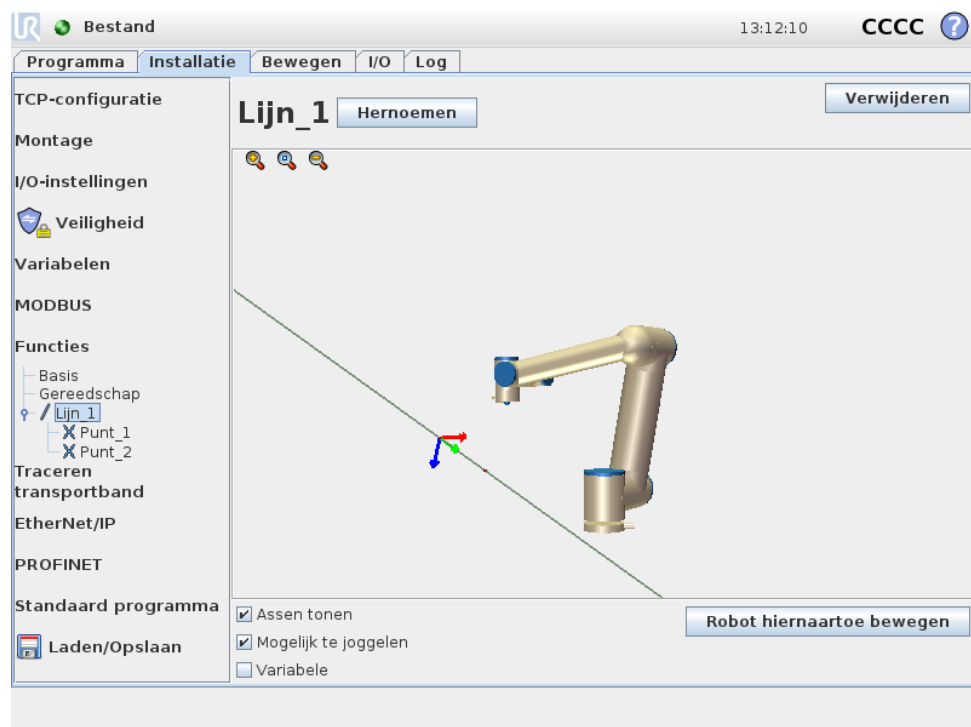 UR Bestand 13:12:10 CCCC ?
Programma Installatie Bewegen I/O Log
TCP-configuratie
Montage
I/O-instellingen
Veiligheid
Variabelen
MODBUS
Functies
Basis
Gereedschap
Lijn_1
Punt_1
Punt_2
Traceren
transportband
EtherNet/IP
PROFINET
Standaard programma
Laden/Opslaan
Lijn_1 Hernoemen Verwijderen
Assen tonen
Mogelijk te joggelen
Variabele
Robot hiernaartoe bewegen